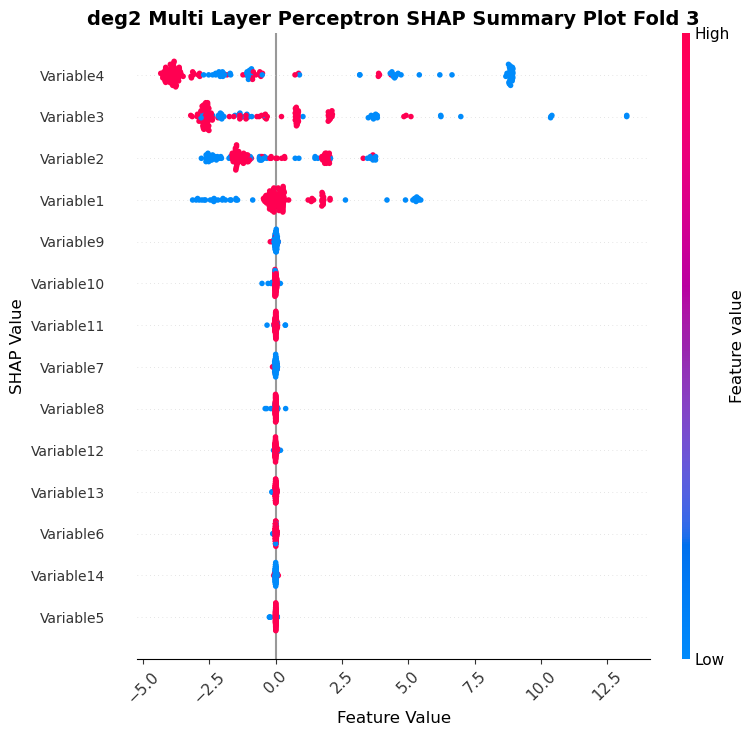 deg2 Multi Layer Perceptron SHAP Summary Plot Fold 3
High
Variable4
Variable3
Variable2
Variable1
Variable9
Variable10
Variable11
Variable7
Variable8
Variable12
Variable13
Variable6
Variable14
Variable5
SHAP Value
Feature value
Low
−5.0
−2.5
0.0
2.5
5.0
7.5
10.0
12.5
Feature Value